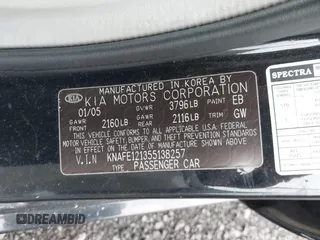 MANUFACTURED IN KOREA BY
KIA KIA MOTORS CORPORATION
01/05 GVWR 3796LB PAINT EB
GAWR FRONT 2160LB GAWR REAR 2116LB TRIM GW
THIS VEHICLE CONFORMS TO ALL APPLICABLE FEDERAL
MOTOR VEHICLE SAFETY, BUMPER, AND THEFT PREVENTION
STANDARDS IN EFFECT ON THE DATE OF MANUFACTURE
SHOWN ABOVE.
V.I.N KNAFE121355138257
TYPE: PASSENGER CAR
SPECTRA
DREAMBID